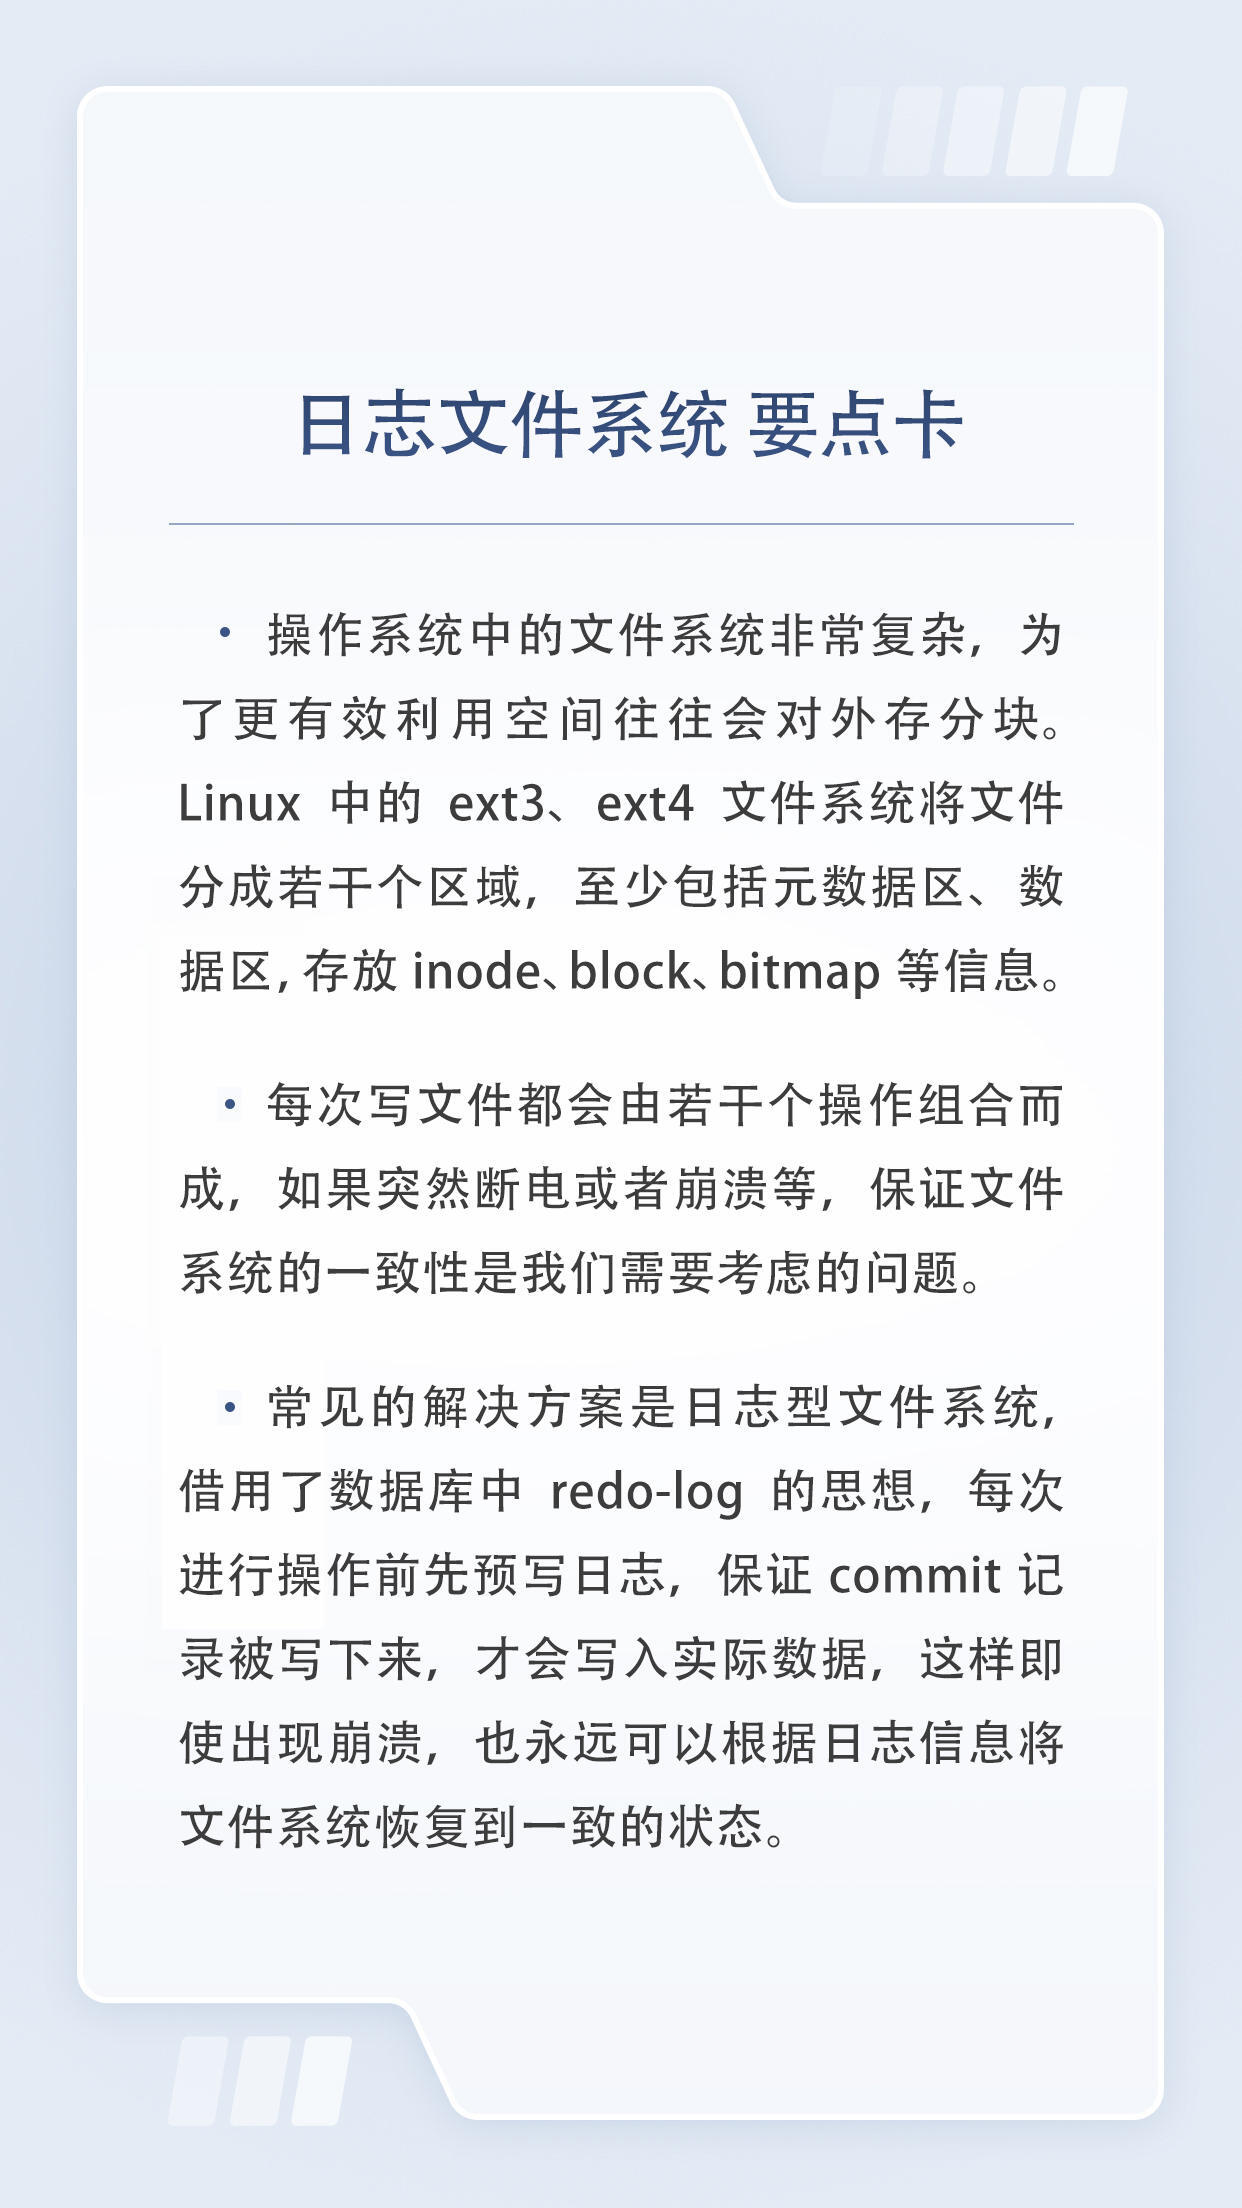 日志文件系统 要点卡
• 操作系统中的文件系统非常复杂，为
了更有效利用空间往往会对外存分块。
Linux 中的 ext3、ext4 文件系统将文件
分成若干个区域，至少包括元数据区、数
据区，存放 inode、block、bitmap 等信息。
• 每次写文件都会由若干个操作组合而
成，如果突然断电或者崩溃等，保证文件
系统的一致性是我们需要考虑的问题。
• 常见的解决方案是日志型文件系统，
借用了数据库中 redo-log 的思想，每次
进行操作前先预写日志，保证 commit 记
录被写下来，才会写入实际数据，这样即
使出现崩溃，也永远可以根据日志信息将
文件系统恢复到一致的状态。